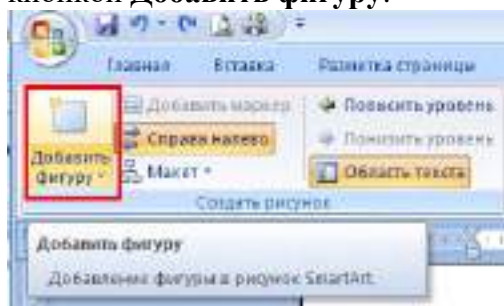 кнопкой Добавить фигуру.
Главная Вставка Разметка страницы
Добавить маркер Повысить уровень
Справа налево Понизить уровень
Добавить фигуру Макет Область текста
Создать рисунок
Добавить фигуру
Добавление фигуры в рисунок SmartArt.